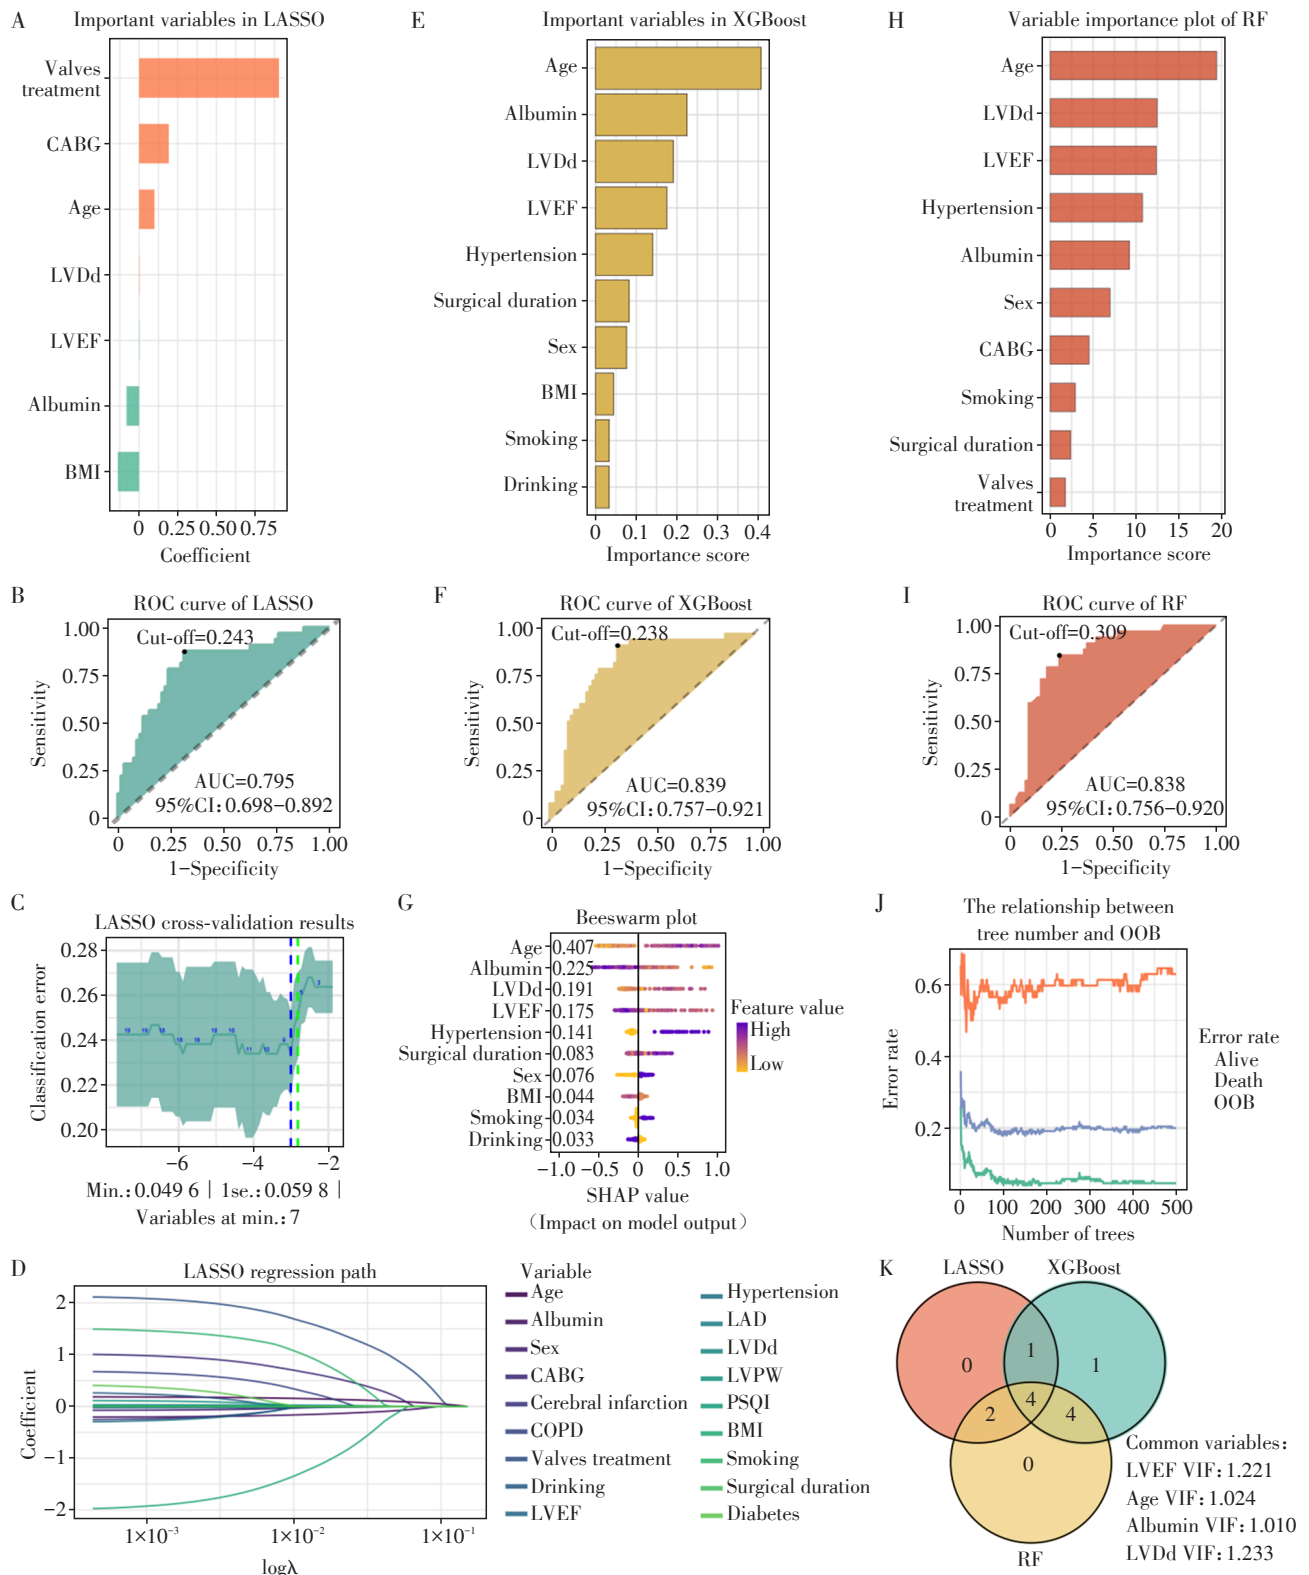 A
Important variables in LASSO
Valves
treatment
CABG
Age
LVDd
LVEF
Albumin
BMI
0 0.25 0.50 0.75
Coefficient
E
Important variables in XGBoost
Age
Albumin
LVDd
LVEF
Hypertension
Surgical duration
Sex
BMI
Smoking
Drinking
0 0.1 0.2 0.3 0.4
Importance score
H
Variable importance plot of RF
Age
LVDd
LVEF
Hypertension
Albumin
Sex
CABG
Smoking
Surgical duration
Valves
treatment
0 5 10 15 20
Importance score
B
ROC curve of LASSO
Cut-off=0.243
1.00
0.75
0.50
0.25
0
Sensitivity
AUC=0.795
95%CI:0.698-0.892
0 0.25 0.50 0.75 1.00
1-Specificity
F
ROC curve of XGBoost
Cut-off=0.238
1.00
0.75
0.50
0.25
0
Sensitivity
AUC=0.839
95%CI:0.757-0.921
0 0.25 0.50 0.75 1.00
1-Specificity
I
ROC curve of RF
Cut-off=0.309
1.00
0.75
0.50
0.25
0
Sensitivity
AUC=0.838
95%CI:0.756-0.920
0 0.25 0.50 0.75 1.00
1-Specificity
C
LASSO cross-validation results
0.28
0.26
0.24
0.22
0.20
Classification error
-6 -4 -2
Min.:0.049 6 | 1se.:0.059 8 |
Variables at min.:7
G
Beeswarm plot
Age 0.407
Albumin 0.225
LVDd 0.191
LVEF 0.175
Hypertension 0.141
Surgical duration 0.083
Sex 0.076
BMI 0.044
Smoking 0.034
Drinking 0.033
-1.0 -0.5 0 0.5 1.0
SHAP value
(Impact on model output)
Feature value
High
Low
J
The relationship between
tree number and OOB
0.6
0.4
0.2
Error rate
0 100 200 300 400 500
Number of trees
Error rate
Alive
Death
OOB
D
LASSO regression path
2
1
0
-1
-2
Coefficient
1×10⁻³ 1×10⁻² 1×10⁻¹
logλ
Variable
Age
Albumin
Sex
CABG
Cerebral infarction
COPD
Valves treatment
Drinking
LVEF
Hypertension
LAD
LVDd
LVPW
PSQI
BMI
Smoking
Surgical duration
Diabetes
K
LASSO XGBoost
0 1 1
4
2 4
0
RF
Common variables:
LVEF VIF:1.221
Age VIF:1.024
Albumin VIF:1.010
LVDd VIF:1.233